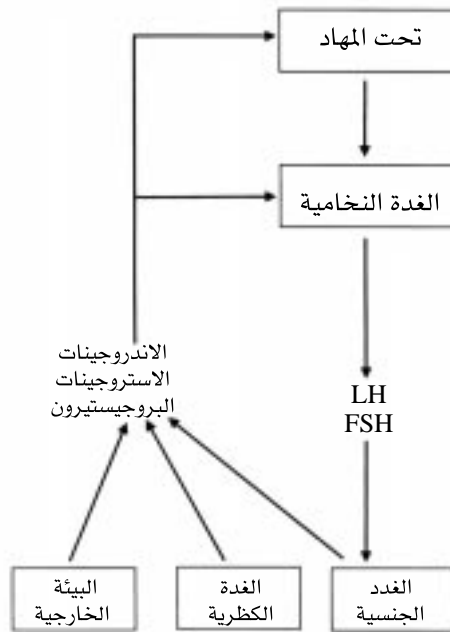 تحت المهاد
الغدة النخامية
الاندروجينات
الاستروجينات
البروجيستيرون
LH
FSH
الغدد
الجنسية
الغدة
الكظرية
البيئة
الخارجية